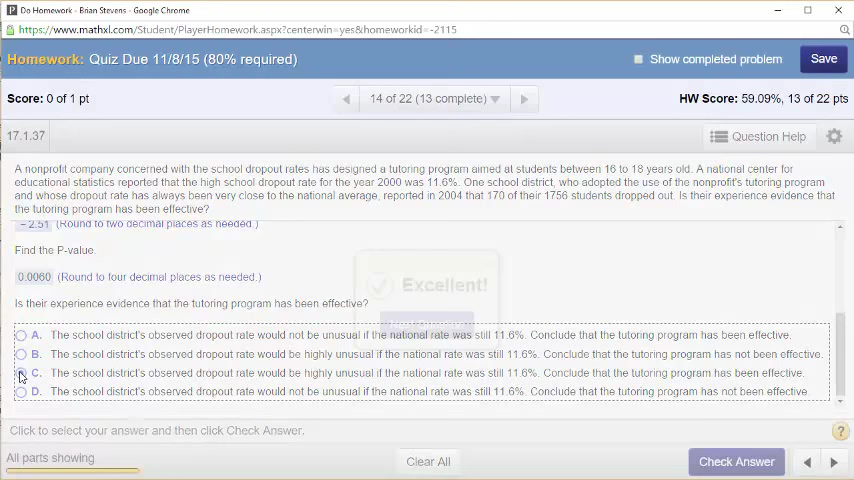 Do Homework - Brian Stevens - Google Chrome
https://www.mathxl.com/Student/PlayerHomework.aspx?centerwin=yes&homeworkid=-2115
Homework: Quiz Due 11/8/15 (80% required)
Show completed problem
Save
Score: 0 of 1 pt
14 of 22 (13 complete)
HW Score: 59.09%, 13 of 22 pts
17.1.37
Question Help
A nonprofit company concerned with the school dropout rates has designed a tutoring program aimed at students between 16 to 18 years old. A national center for
educational statistics reported that the high school dropout rate for the year 2000 was 11.6%. One school district, who adopted the use of the nonprofit's tutoring program
and whose dropout rate has always been very close to the national average, reported in 2004 that 170 of their 1756 students dropped out. Is their experience evidence that
the tutoring program has been effective?
-2.51 (Round to two decimal places as needed.)
Find the P-value.
0.0060 (Round to four decimal places as needed.)
Excellent!
Is their experience evidence that the tutoring program has been effective?
A. The school district's observed dropout rate would not be unusual if the national rate was still 11.6%. Conclude that the tutoring program has been effective.
B. The school district's observed dropout rate would be highly unusual if the national rate was still 11.6%. Conclude that the tutoring program has not been effective.
C. The school district's observed dropout rate would be highly unusual if the national rate was still 11.6%. Conclude that the tutoring program has been effective.
D. The school district's observed dropout rate would not be unusual if the national rate was still 11.6%. Conclude that the tutoring program has not been effective.
Click to select your answer and then click Check Answer.
?
All parts showing
Clear All
Check Answer